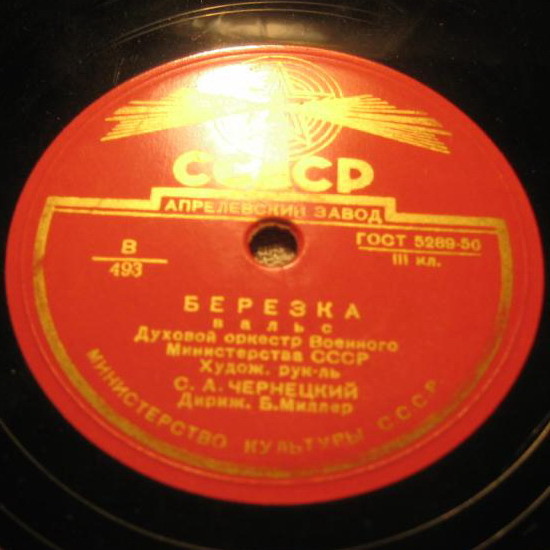 СССР
АПРЕЛЕВСКИЙ ЗАВОД
В
493
ГОСТ 5289-50
III кл.
БЕРЕЗКА
вальс
Духовой оркестр Военного
Министерства СССР
Худож. рук-ль
С. А. ЧЕРНЕЦКИЙ
Дириж. Б. Миллер
МИНИСТЕРСТВО КУЛЬТУРЫ СССР